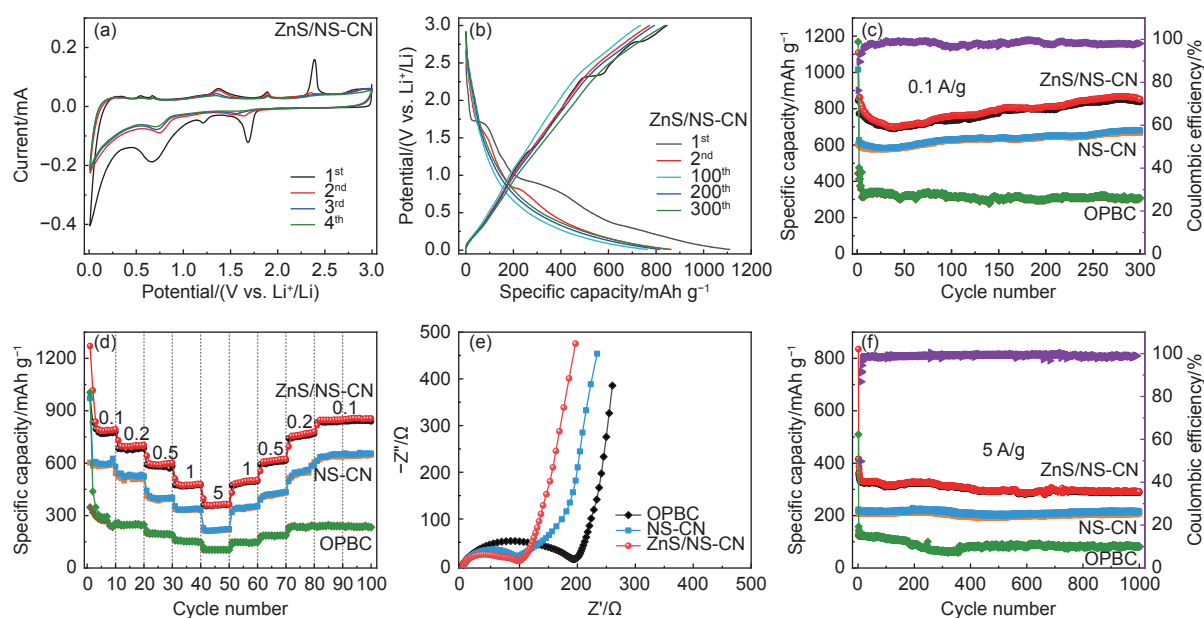 (a)
ZnS/NS-CN
Current/mA
0.2
0.0
−0.2
−0.4
1ˢᵗ
2ⁿᵈ
3ʳᵈ
4ᵗʰ
0.0 0.5 1.0 1.5 2.0 2.5 3.0
Potential/(V vs. Li⁺/Li)
(b)
Potential/(V vs. Li⁺/Li)
3.0
2.5
2.0
1.5
1.0
0.5
0.0
ZnS/NS-CN
1ˢᵗ
2ⁿᵈ
100ᵗʰ
200ᵗʰ
300ᵗʰ
0 200 400 600 800 1000 1200
Specific capacity/mAh g⁻¹
(c)
Specific capacity/mAh g⁻¹
1200
1050
900
750
600
450
300
150
0
0.1 A/g
ZnS/NS-CN
NS-CN
OPBC
100
80
60
40
20
0
Coulombic efficiency/%
0 50 100 150 200 250 300
Cycle number
(d)
Specific capacity/mAh g⁻¹
1200
900
600
300
0
ZnS/NS-CN
0.1
0.2
0.5
1
5
1
0.5
0.2
0.1
NS-CN
OPBC
0 10 20 30 40 50 60 70 80 90 100
Cycle number
(e)
−Z″/Ω
500
400
300
200
100
0
OPBC
NS-CN
ZnS/NS-CN
0 100 200 300 400 500
Z′/Ω
(f)
Specific capacity/mAh g⁻¹
800
600
400
200
0
5 A/g
ZnS/NS-CN
NS-CN
OPBC
100
80
60
40
20
0
Coulombic efficiency/%
0 200 400 600 800 1000
Cycle number